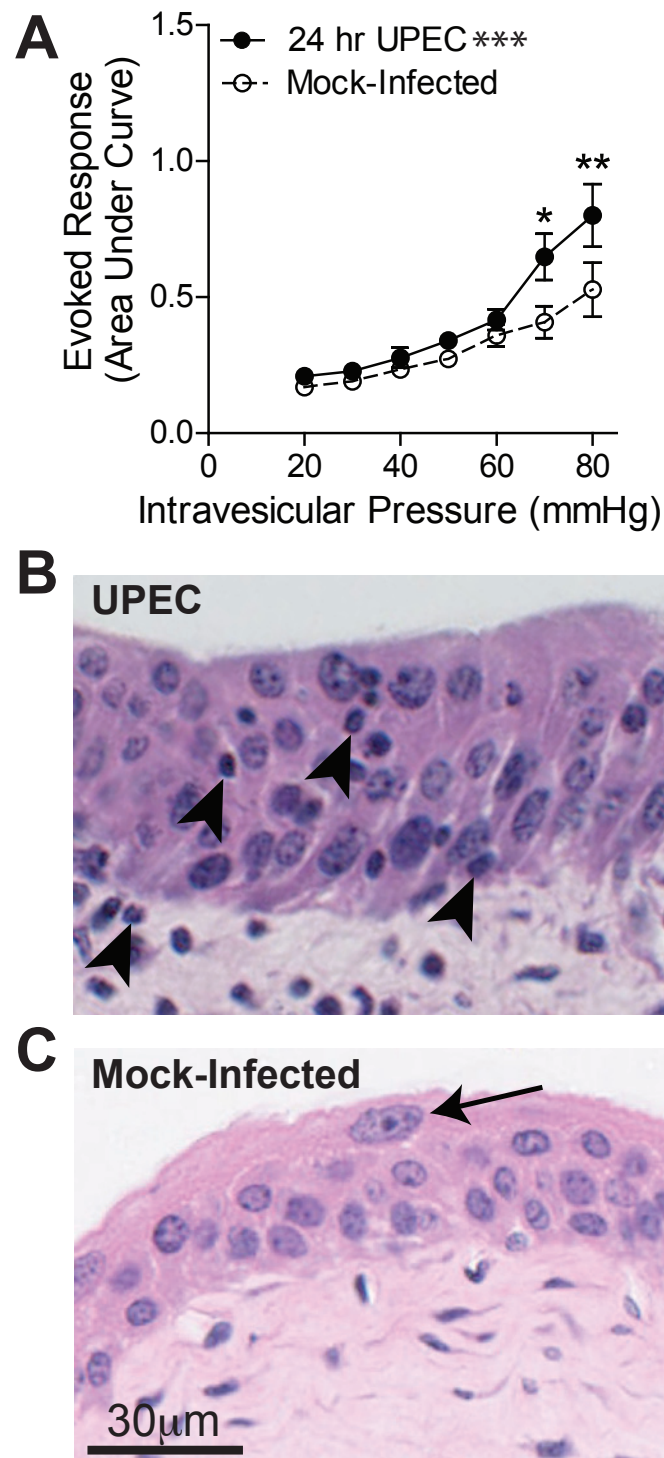 A
1.5
24 hr UPEC ***
Mock-Infected
Evoked Response
(Area Under Curve)
1.0
**
*
0.5
0.0
0 20 40 60 80
Intravesicular Pressure (mmHg)
B
UPEC
C
Mock-Infected
30μm